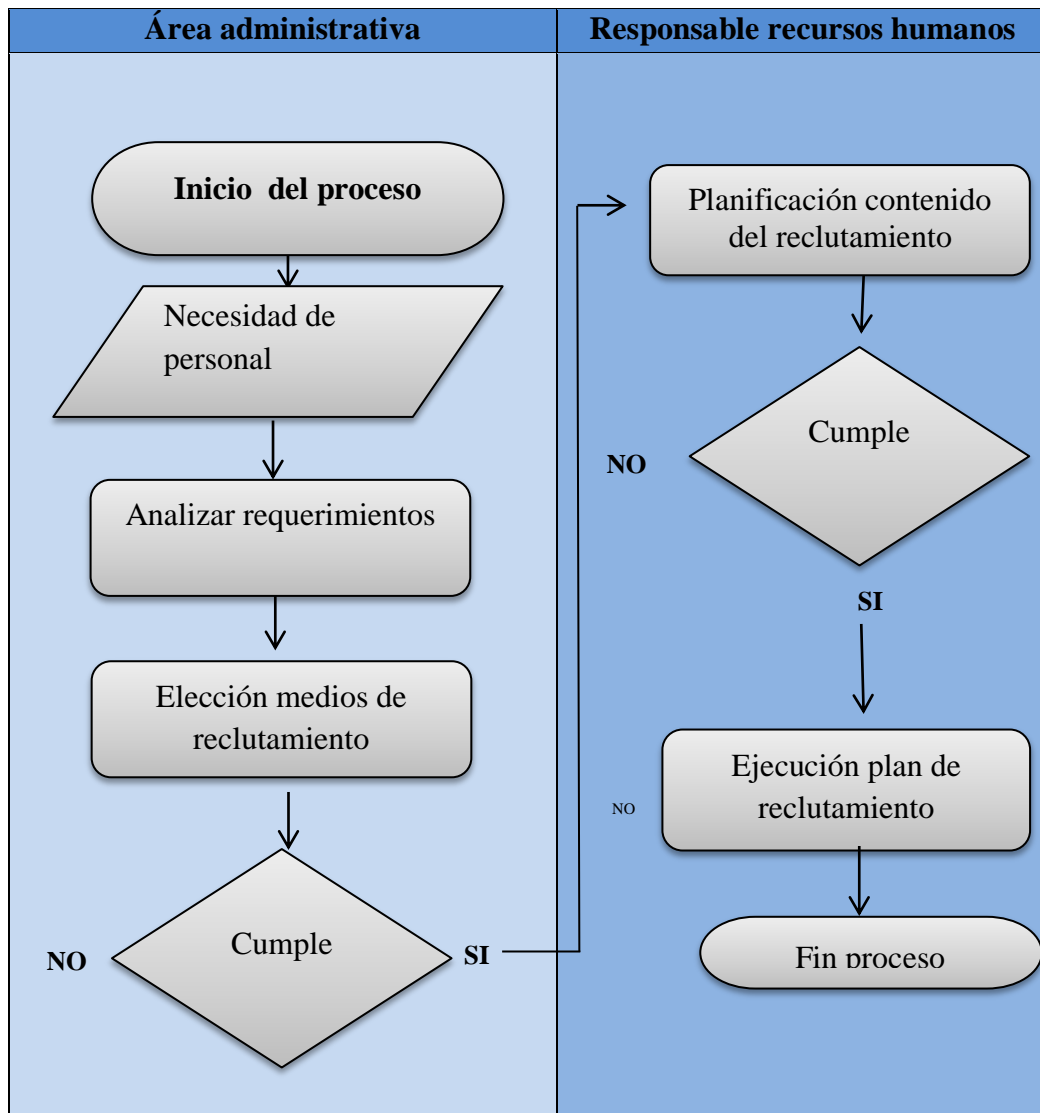 Área administrativa
Responsable recursos humanos
Inicio del proceso
Necesidad de
personal
Analizar requerimientos
Elección medios de
reclutamiento
Cumple
NO
SI
Planificación contenido
del reclutamiento
Cumple
NO
SI
Ejecución plan de
reclutamiento
NO
Fin proceso